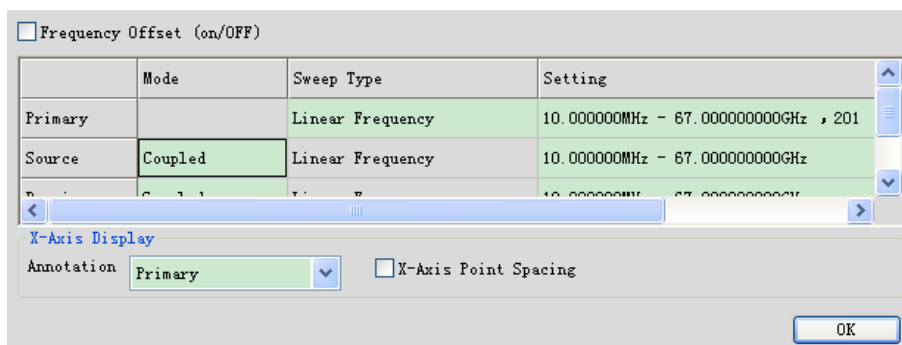 Frequency Offset (on/OFF)
Mode Sweep Type Setting
Primary Linear Frequency 10.000000MHz - 67.000000000GHz ，201
Source Coupled Linear Frequency 10.000000MHz - 67.000000000GHz
X-Axis Display
Annotation Primary X-Axis Point Spacing
OK